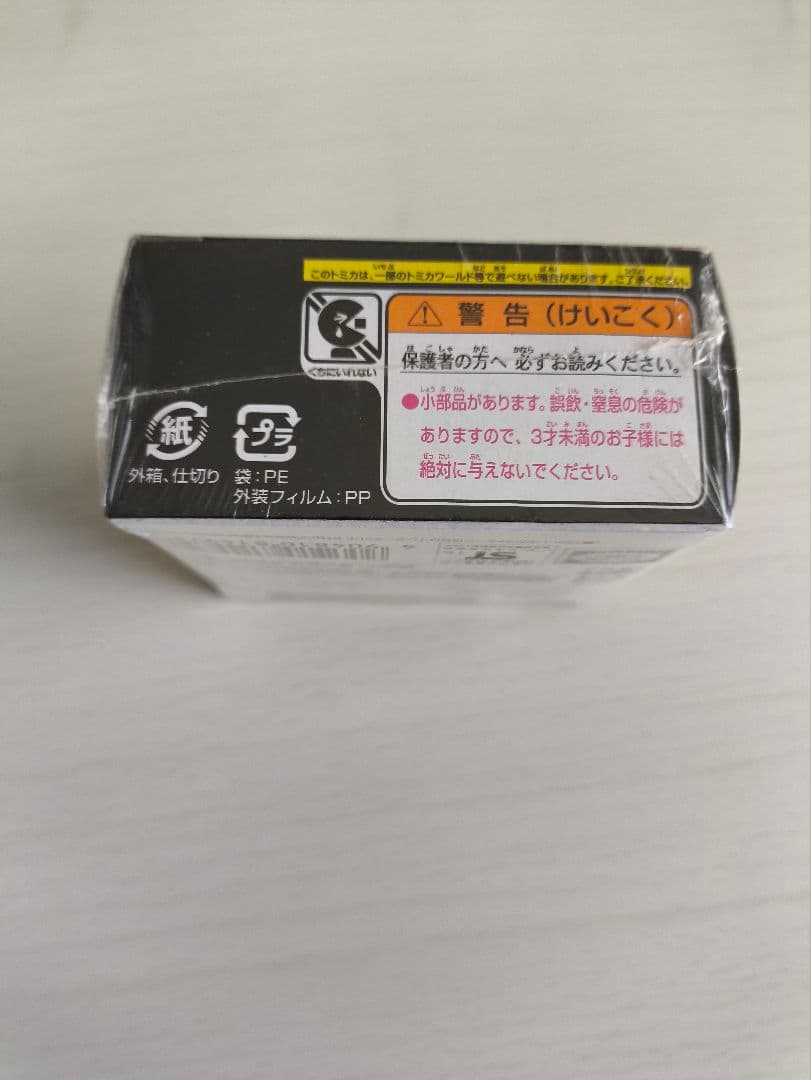 このトミカは、一部のトミカワールド等で遊べない場合があります。ご了承ください。
くちにいれない
警告(けいこく)
保護者の方へ 必ずお読みください。
●小部品があります。誤飲・窒息の危険が
ありますので、3才未満のお子様には
絶対に与えないでください。
紙
プラ
外箱、仕切り
袋:PE
外装フィルム:PP
ST